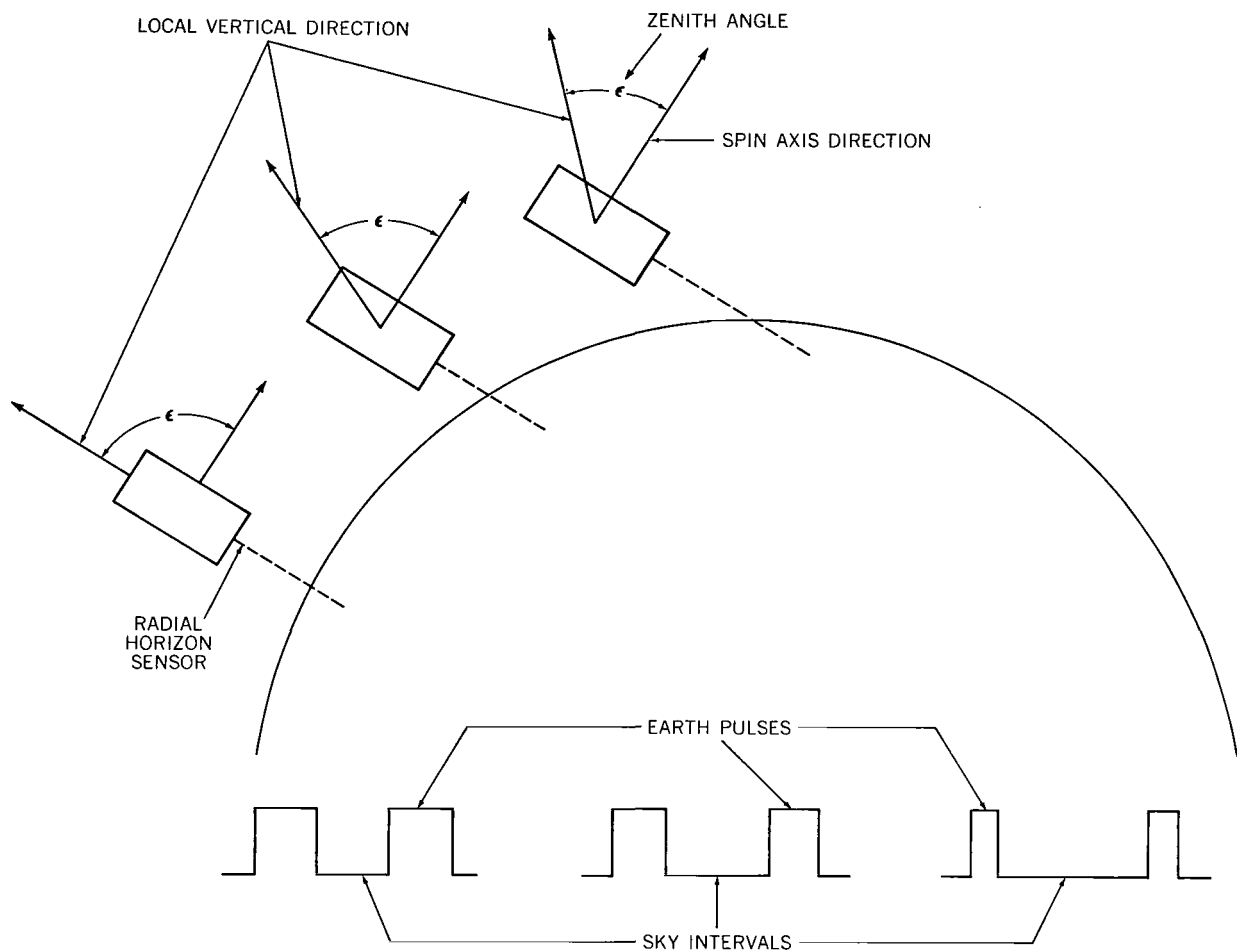 ZENITH ANGLE
LOCAL VERTICAL DIRECTION
ϵ
SPIN AXIS DIRECTION
ϵ
ϵ
RADIAL
HORIZON
SENSOR
EARTH PULSES
SKY INTERVALS